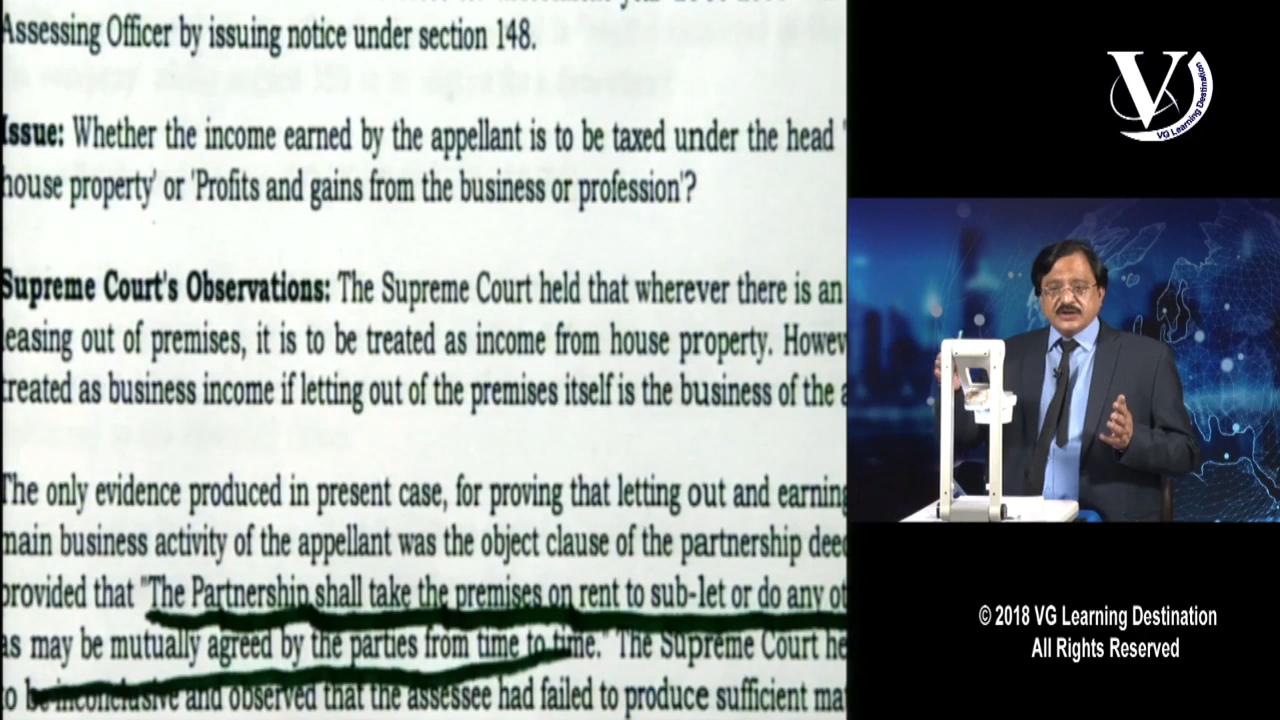 Assessing Officer by issuing notice under section 148.
Issue: Whether the income earned by the appellant is to be taxed under the head '
house property' or 'Profits and gains from the business or profession'?
Supreme Court's Observations: The Supreme Court held that wherever there is an
leasing out of premises, it is to be treated as income from house property. Howev
treated as business income if letting out of the premises itself is the business of the a
The only evidence produced in present case, for proving that letting out and earning
main business activity of the appellant was the object clause of the partnership deed
provided that "The Partnership shall take the premises on rent to sub-let or do any ot
as may be mutually agreed by the parties from time to time." The Supreme Court he
to be inconclusive and observed that the assessee had failed to produce sufficient ma
V
VG Learning Destination
© 2018 VG Learning Destination
All Rights Reserved